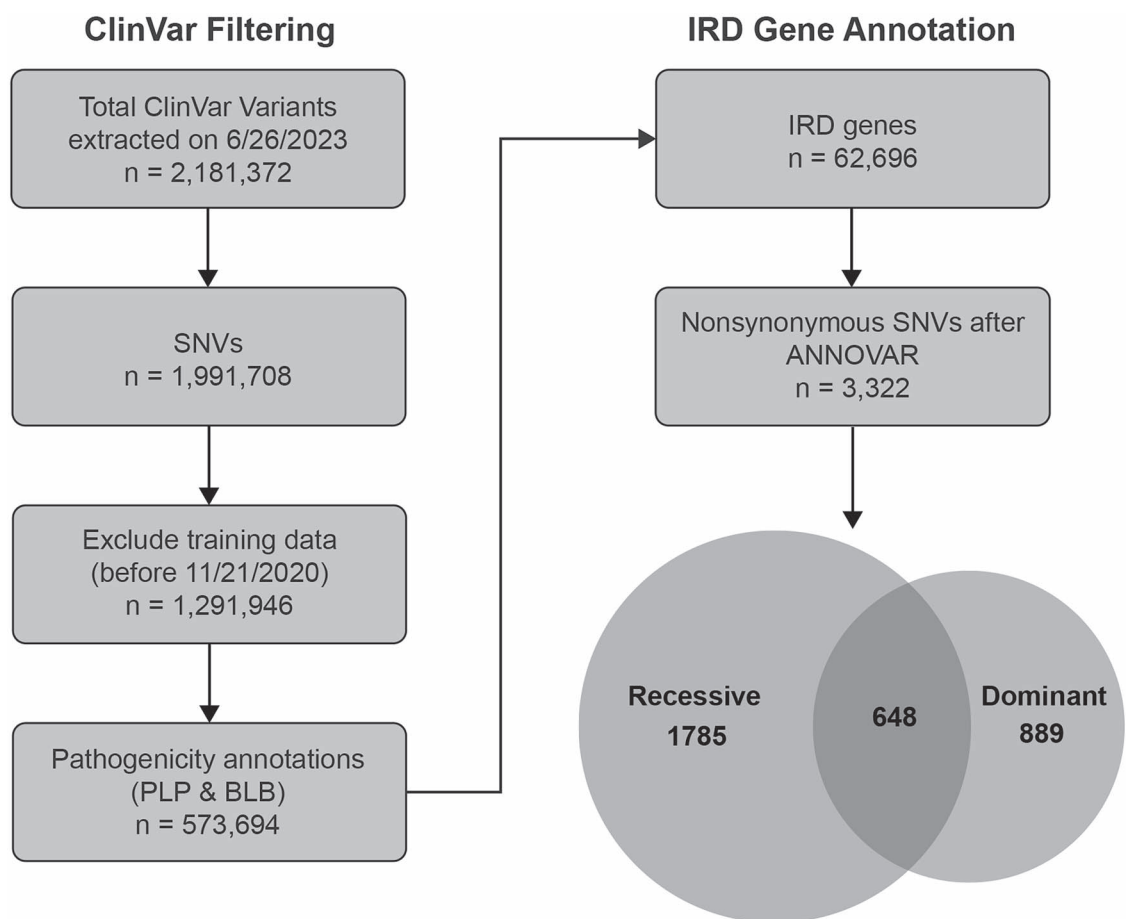 ClinVar Filtering
Total ClinVar Variants
extracted on 6/26/2023
n = 2,181,372
SNVs
n = 1,991,708
Exclude training data
(before 11/21/2020)
n = 1,291,946
Pathogenicity annotations
(PLP & BLB)
n = 573,694
IRD Gene Annotation
IRD genes
n = 62,696
Nonsynonymous SNVs after
ANNOVAR
n = 3,322
Recessive
1785
648
Dominant
889